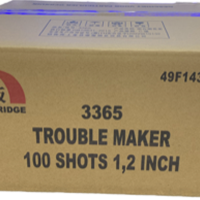 49F143
3365
TROUBLE MAKER
100 SHOTS 1,2 INCH
RIDGE